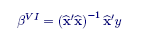 β^{VI} = (x̂′x̂)^{−1} x̂′y